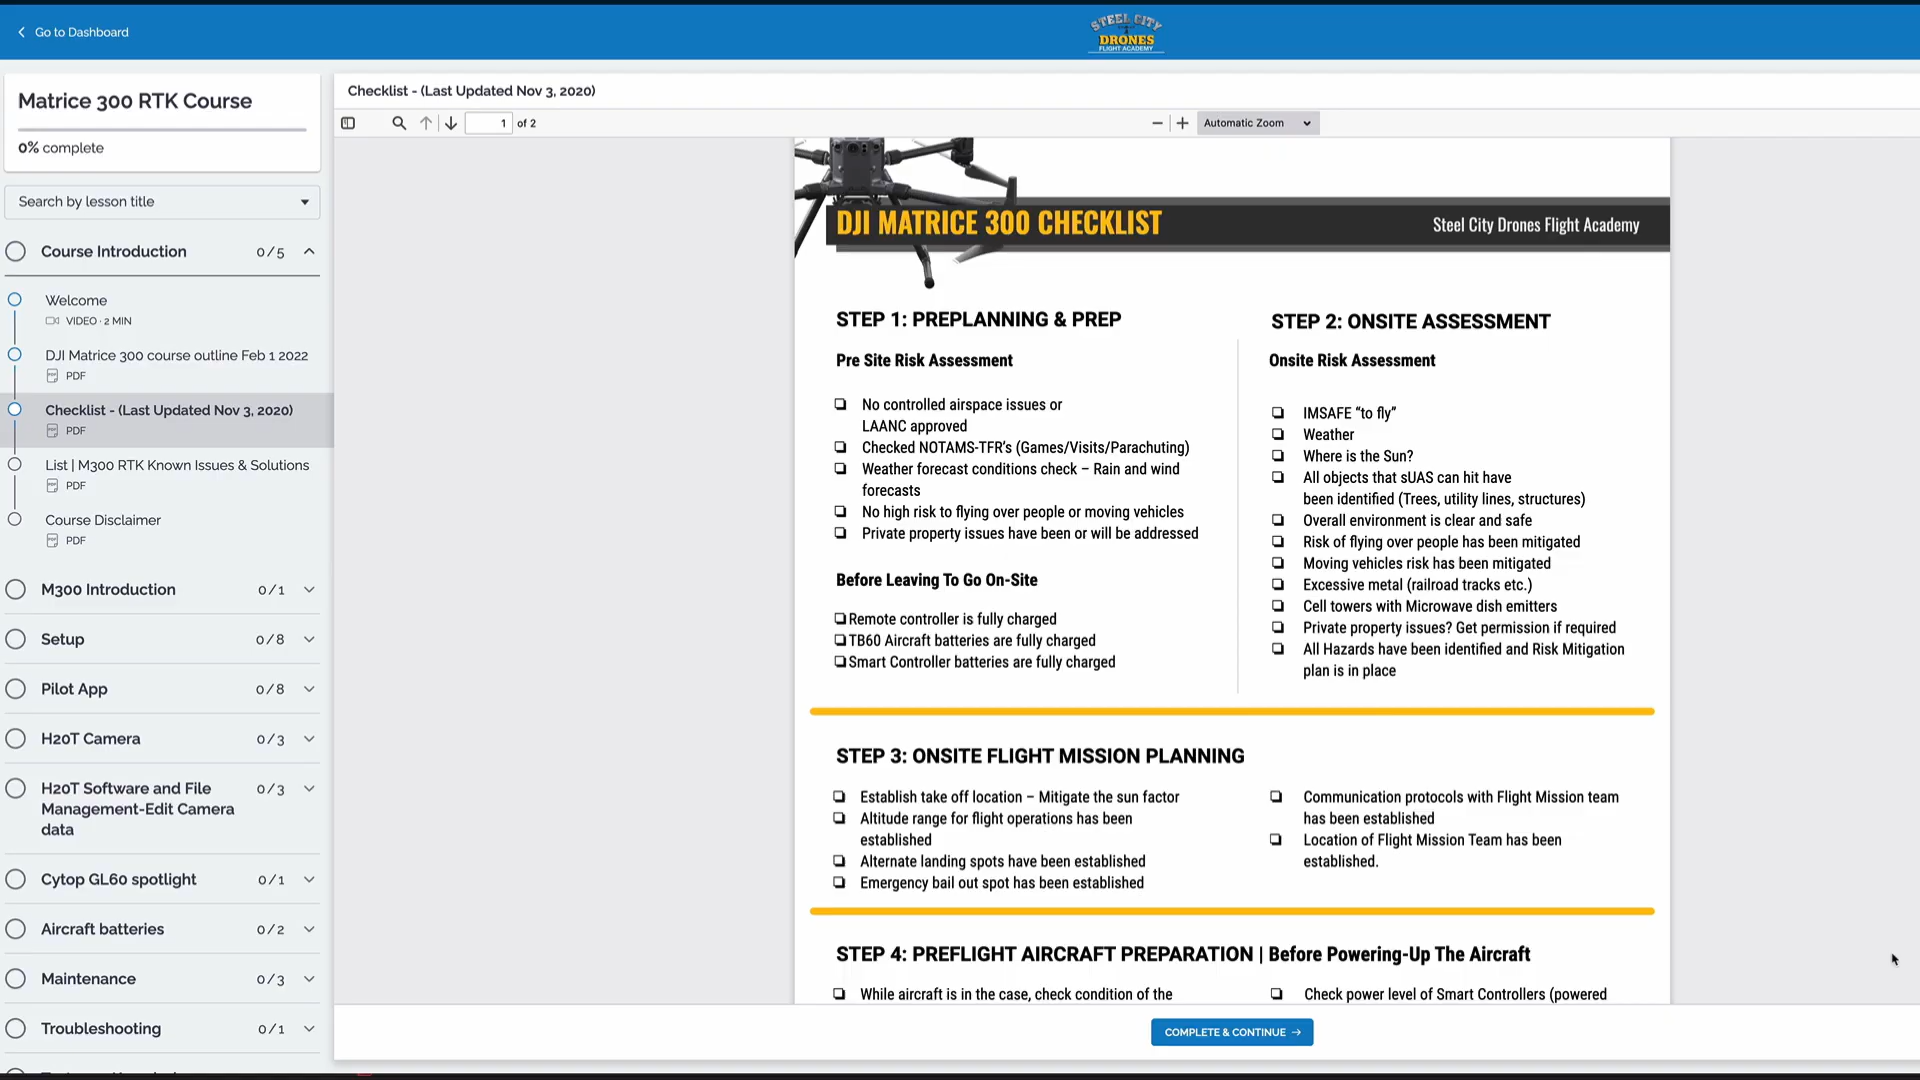 Go to Dashboard
STEEL CITY
DRONES
FLIGHT ACADEMY
Matrice 300 RTK Course
0% complete
Search by lesson title
Course Introduction 0/5
Welcome
VIDEO · 2 MIN
DJI Matrice 300 course outline Feb 1 2022
PDF
Checklist - (Last Updated Nov 3, 2020)
PDF
List | M300 RTK Known Issues & Solutions
PDF
Course Disclaimer
PDF
M300 Introduction 0/1
Setup 0/8
Pilot App 0/8
H20T Camera 0/3
H20T Software and File 0/3
Management-Edit Camera
data
Cytop GL60 spotlight 0/1
Aircraft batteries 0/2
Maintenance 0/3
Troubleshooting 0/1
Checklist - (Last Updated Nov 3, 2020)
1 of 2
Automatic Zoom
DJI MATRICE 300 CHECKLIST
Steel City Drones Flight Academy
STEP 1: PREPLANNING & PREP
Pre Site Risk Assessment
No controlled airspace issues or
LAANC approved
Checked NOTAMS-TFR's (Games/Visits/Parachuting)
Weather forecast conditions check – Rain and wind
forecasts
No high risk to flying over people or moving vehicles
Private property issues have been or will be addressed
Before Leaving To Go On-Site
Remote controller is fully charged
TB60 Aircraft batteries are fully charged
Smart Controller batteries are fully charged
STEP 2: ONSITE ASSESSMENT
Onsite Risk Assessment
IMSAFE “to fly”
Weather
Where is the Sun?
All objects that sUAS can hit have
been identified (Trees, utility lines, structures)
Overall environment is clear and safe
Risk of flying over people has been mitigated
Moving vehicles risk has been mitigated
Excessive metal (railroad tracks etc.)
Cell towers with Microwave dish emitters
Private property issues? Get permission if required
All Hazards have been identified and Risk Mitigation
plan is in place
STEP 3: ONSITE FLIGHT MISSION PLANNING
Establish take off location – Mitigate the sun factor
Altitude range for flight operations has been
established
Alternate landing spots have been established
Emergency bail out spot has been established
Communication protocols with Flight Mission team
has been established
Location of Flight Mission Team has been
established.
STEP 4: PREFLIGHT AIRCRAFT PREPARATION | Before Powering-Up The Aircraft
While aircraft is in the case, check condition of the
Check power level of Smart Controllers (powered
COMPLETE & CONTINUE →